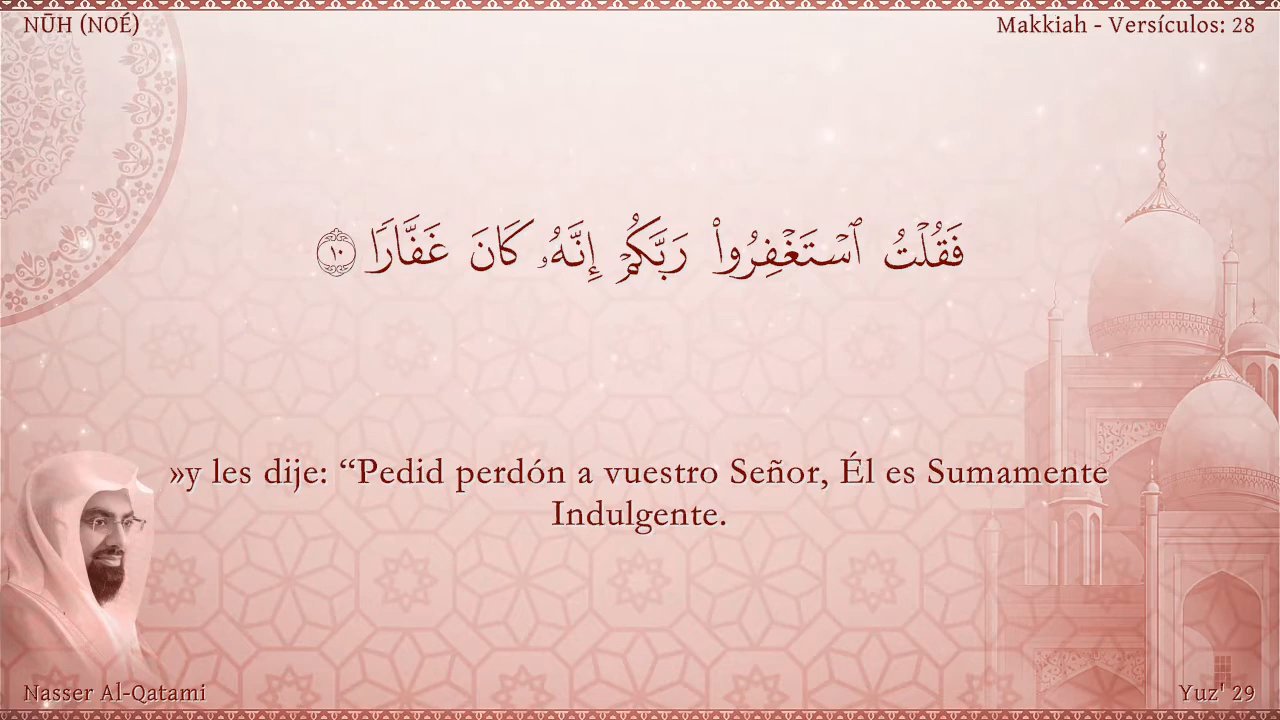 NŪH (NOÉ)
Makkiah - Versículos: 28
فَقُلْتُ ٱسْتَغْفِرُوا۟ رَبَّكُمْ إِنَّهُۥ كَانَ غَفَّارًۭا ١٠
»y les dije: “Pedid perdón a vuestro Señor, Él es Sumamente
Indulgente.
Nasser Al-Qatami
Yuz' 29